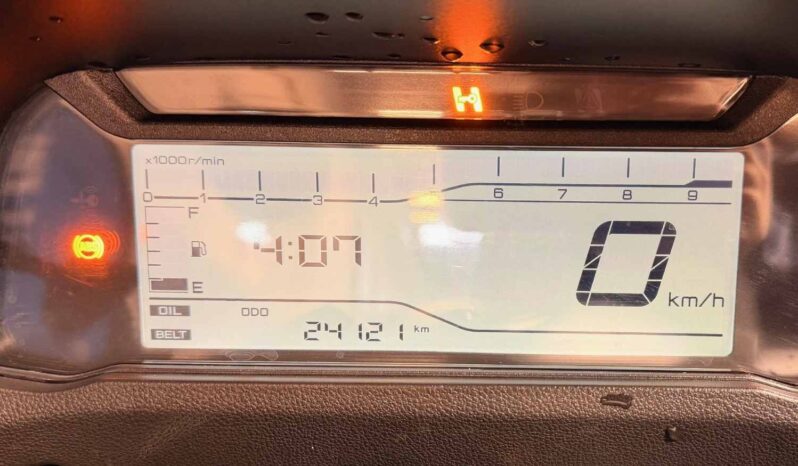 H
x1000r/min
0 1 2 3 4 6 7 8 9
F
4:07
0 km/h
E
OIL
ODO
24121 km
BELT